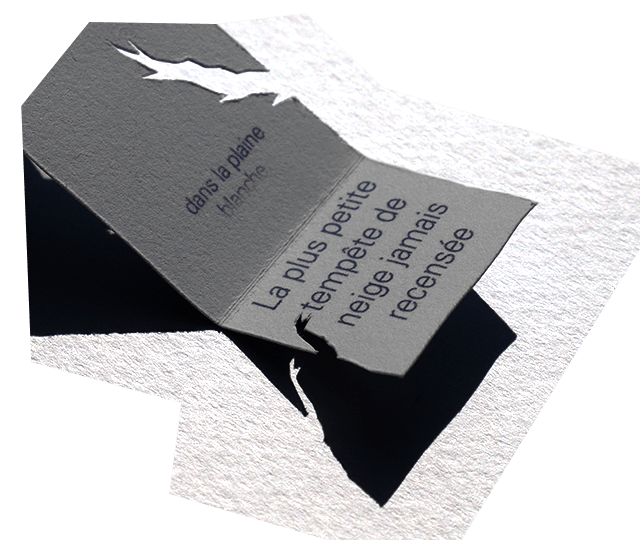 La plus petite
tempête de
neige jamais
recensée
dans la plaine
blanche